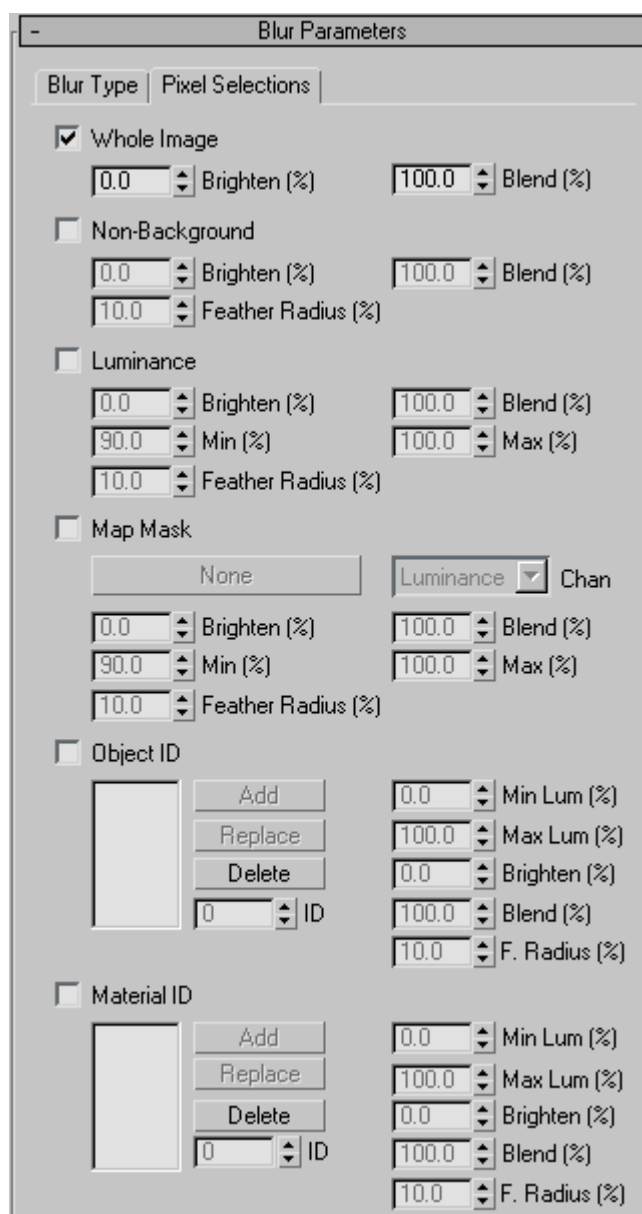 - Blur Parameters
Blur Type Pixel Selections
Whole Image
0.0 Brighten (%) 100.0 Blend (%)
Non-Background
0.0 Brighten (%) 100.0 Blend (%)
10.0 Feather Radius (%)
Luminance
0.0 Brighten (%) 100.0 Blend (%)
90.0 Min (%) 100.0 Max (%)
10.0 Feather Radius (%)
Map Mask
None Luminance Chan
0.0 Brighten (%) 100.0 Blend (%)
90.0 Min (%) 100.0 Max (%)
10.0 Feather Radius (%)
Object ID
Add 0.0 Min Lum (%)
Replace 100.0 Max Lum (%)
Delete 0.0 Brighten (%)
0 ID 100.0 Blend (%)
10.0 F. Radius (%)
Material ID
Add 0.0 Min Lum (%)
Replace 100.0 Max Lum (%)
Delete 0.0 Brighten (%)
0 ID 100.0 Blend (%)
10.0 F. Radius (%)